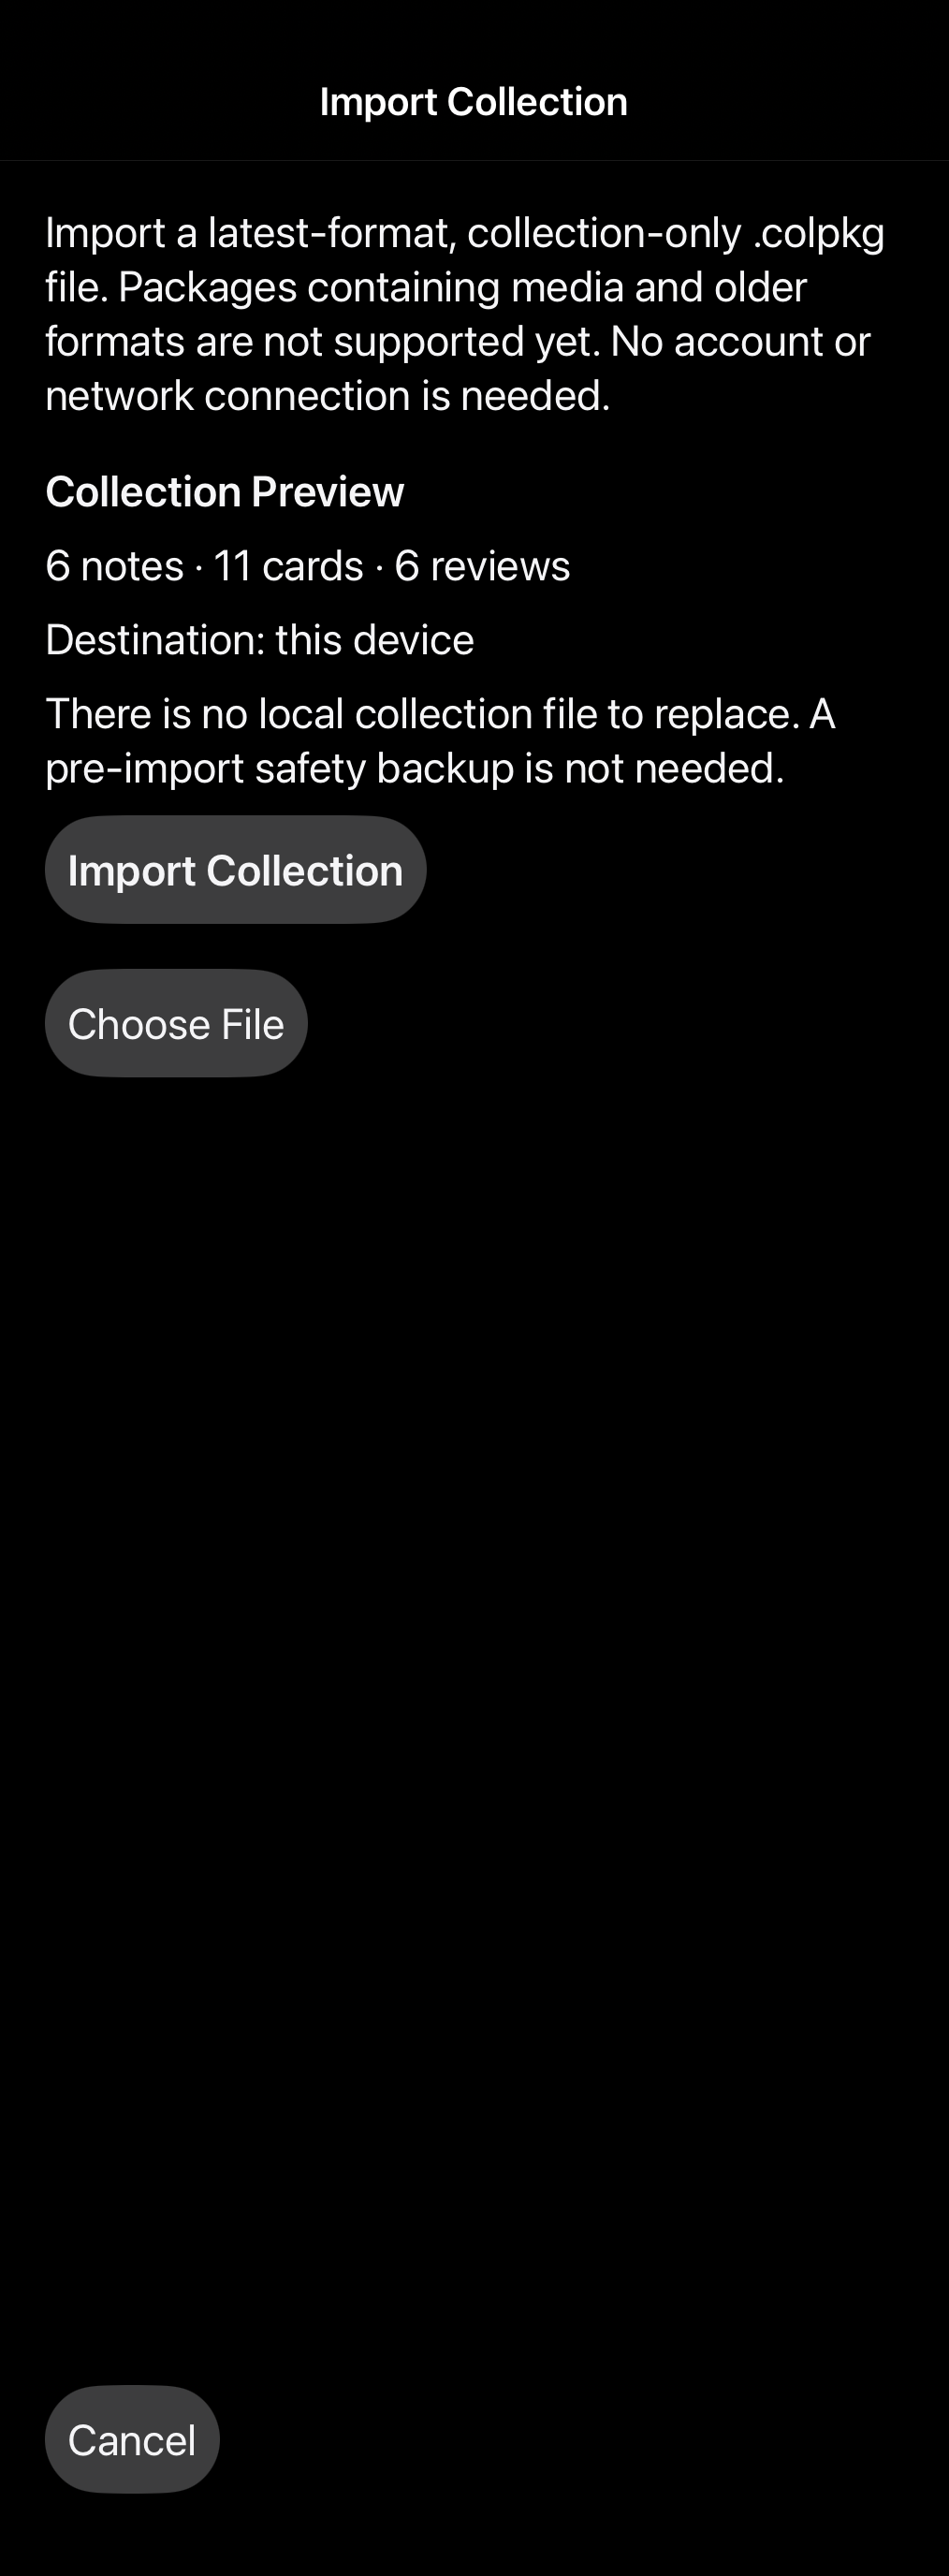 Import Collection
Import a latest-format, collection-only .colpkg
file. Packages containing media and older
formats are not supported yet. No account or
network connection is needed.
Collection Preview
6 notes · 11 cards · 6 reviews
Destination: this device
There is no local collection file to replace. A
pre-import safety backup is not needed.
Import Collection
Choose File
Cancel